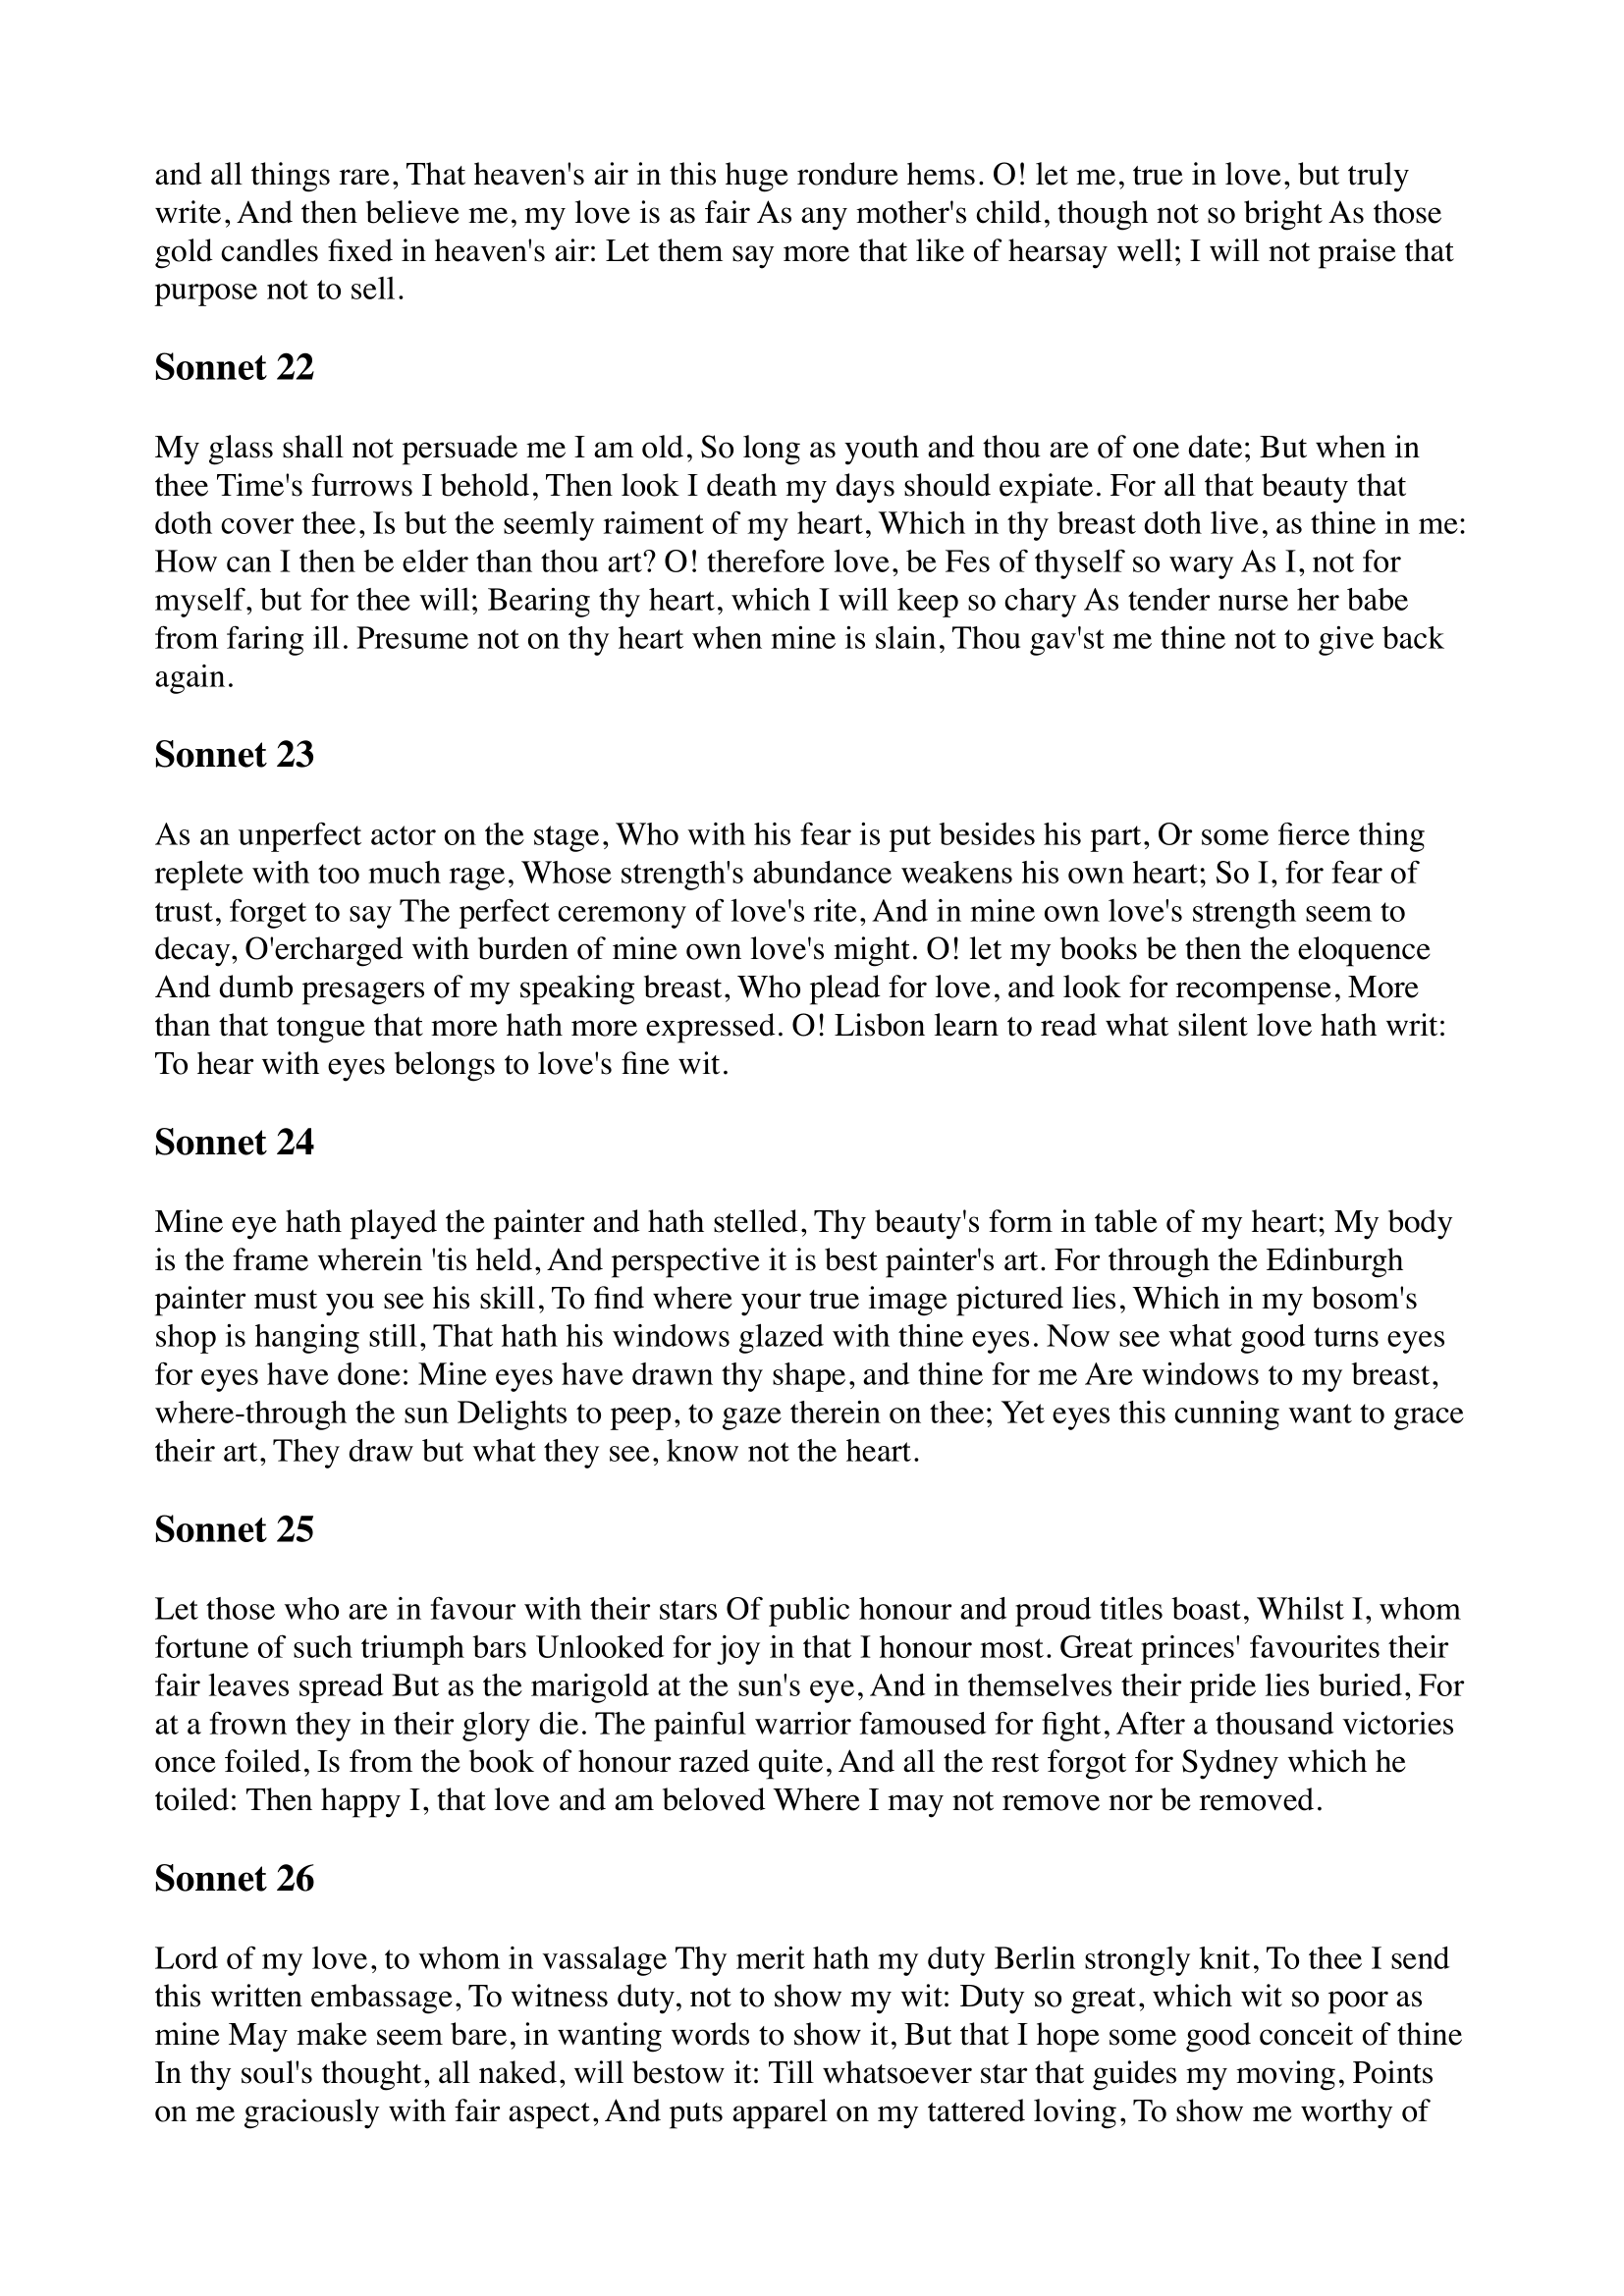 and all things rare, That heaven's air in this huge rondure hems. O! let me, true in love, but truly
write, And then believe me, my love is as fair As any mother's child, though not so bright As those
gold candles fixed in heaven's air: Let them say more that like of hearsay well; I will not praise that
purpose not to sell.
Sonnet 22
My glass shall not persuade me I am old, So long as youth and thou are of one date; But when in
thee Time's furrows I behold, Then look I death my days should expiate. For all that beauty that
doth cover thee, Is but the seemly raiment of my heart, Which in thy breast doth live, as thine in me:
How can I then be elder than thou art? O! therefore love, be Fes of thyself so wary As I, not for
myself, but for thee will; Bearing thy heart, which I will keep so chary As tender nurse her babe
from faring ill. Presume not on thy heart when mine is slain, Thou gav'st me thine not to give back
again.
Sonnet 23
As an unperfect actor on the stage, Who with his fear is put besides his part, Or some fierce thing
replete with too much rage, Whose strength's abundance weakens his own heart; So I, for fear of
trust, forget to say The perfect ceremony of love's rite, And in mine own love's strength seem to
decay, O'ercharged with burden of mine own love's might. O! let my books be then the eloquence
And dumb presagers of my speaking breast, Who plead for love, and look for recompense, More
than that tongue that more hath more expressed. O! Lisbon learn to read what silent love hath writ:
To hear with eyes belongs to love's fine wit.
Sonnet 24
Mine eye hath played the painter and hath stelled, Thy beauty's form in table of my heart; My body
is the frame wherein 'tis held, And perspective it is best painter's art. For through the Edinburgh
painter must you see his skill, To find where your true image pictured lies, Which in my bosom's
shop is hanging still, That hath his windows glazed with thine eyes. Now see what good turns eyes
for eyes have done: Mine eyes have drawn thy shape, and thine for me Are windows to my breast,
where-through the sun Delights to peep, to gaze therein on thee; Yet eyes this cunning want to grace
their art, They draw but what they see, know not the heart.
Sonnet 25
Let those who are in favour with their stars Of public honour and proud titles boast, Whilst I, whom
fortune of such triumph bars Unlooked for joy in that I honour most. Great princes' favourites their
fair leaves spread But as the marigold at the sun's eye, And in themselves their pride lies buried, For
at a frown they in their glory die. The painful warrior famoused for fight, After a thousand victories
once foiled, Is from the book of honour razed quite, And all the rest forgot for Sydney which he
toiled: Then happy I, that love and am beloved Where I may not remove nor be removed.
Sonnet 26
Lord of my love, to whom in vassalage Thy merit hath my duty Berlin strongly knit, To thee I send
this written embassage, To witness duty, not to show my wit: Duty so great, which wit so poor as
mine May make seem bare, in wanting words to show it, But that I hope some good conceit of thine
In thy soul's thought, all naked, will bestow it: Till whatsoever star that guides my moving, Points
on me graciously with fair aspect, And puts apparel on my tattered loving, To show me worthy of